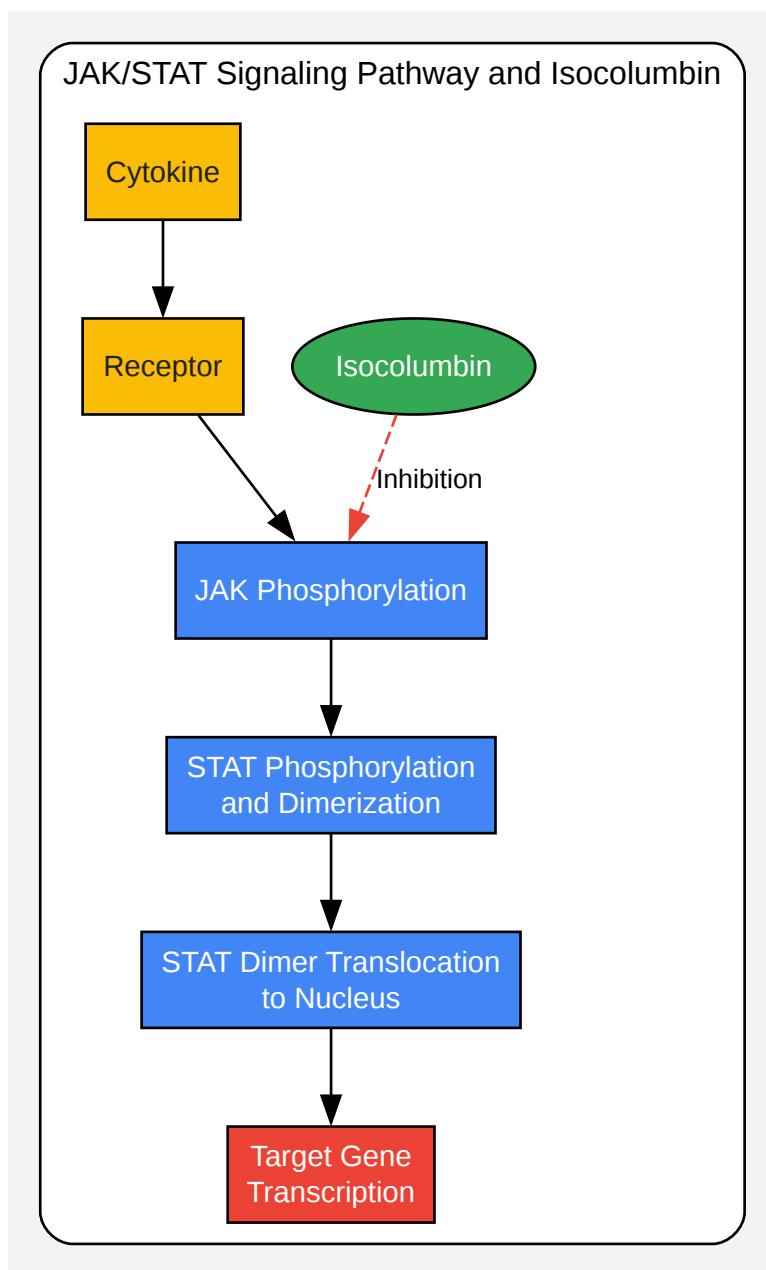 JAK/STAT Signaling Pathway and Isocolumbin
Cytokine
Receptor
Isocolumbin
Inhibition
JAK Phosphorylation
STAT Phosphorylation
and Dimerization
STAT Dimer Translocation
to Nucleus
Target Gene
Transcription